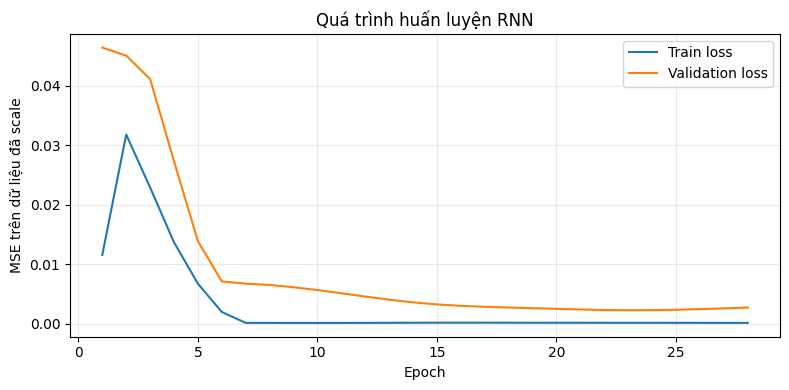 Quá trình huấn luyện RNN
Train loss
Validation loss
MSE trên dữ liệu đã scale
0.04
0.03
0.02
0.01
0.00
0
5
10
15
20
25
Epoch